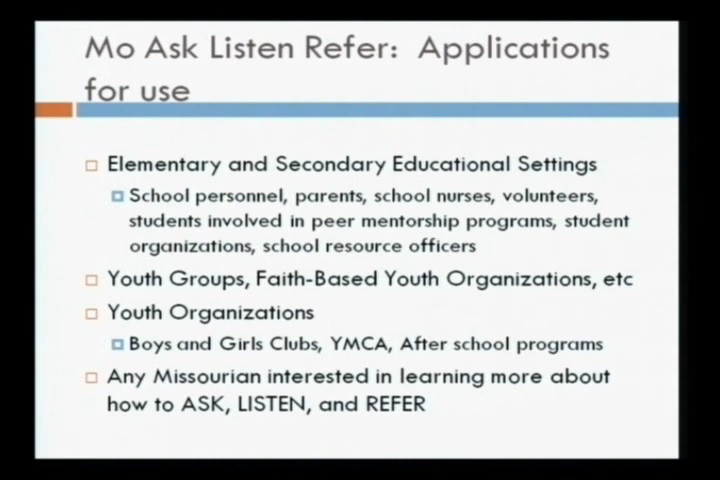 Mo Ask Listen Refer: Applications
for use
Elementary and Secondary Educational Settings
School personnel, parents, school nurses, volunteers,
students involved in peer mentorship programs, student
organizations, school resource officers
Youth Groups, Faith-Based Youth Organizations, etc
Youth Organizations
Boys and Girls Clubs, YMCA, After school programs
Any Missourian interested in learning more about
how to ASK, LISTEN, and REFER